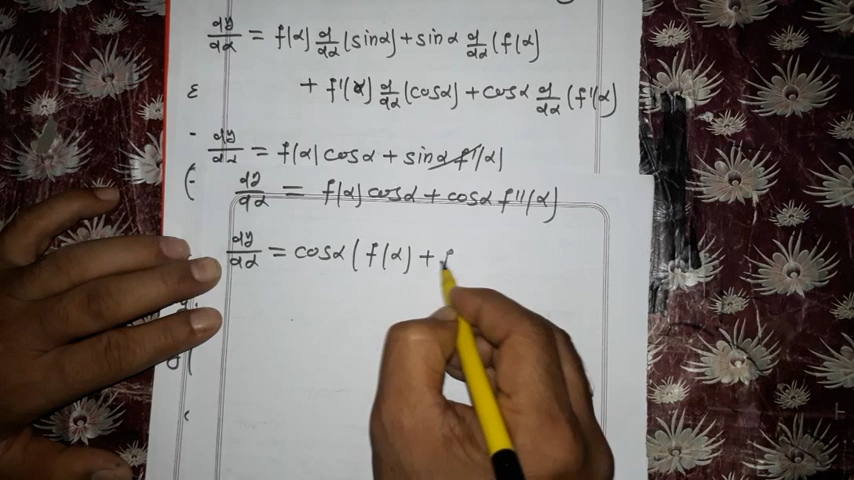 dy/dα = f(α) d/dα (sinα) + sinα d/dα (f(α)
+ f'(α) d/dα (cosα) + cosα d/dα (f'(α)
dy/dα = f(α) cosα + sinα f'(α)
dy/dα = f(α) cosα + cosα f''(α)
dy/dα = cosα ( f(α) + f